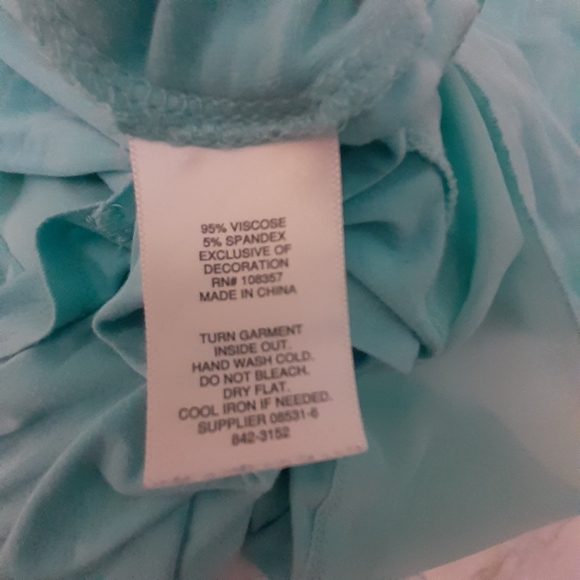 95% VISCOSE
5% SPANDEX
EXCLUSIVE OF
DECORATION
RN# 108357
MADE IN CHINA
TURN GARMENT
INSIDE OUT.
HAND WASH COLD.
DO NOT BLEACH.
DRY FLAT.
COOL IRON IF NEEDED.
SUPPLIER 08531-6
842-3152